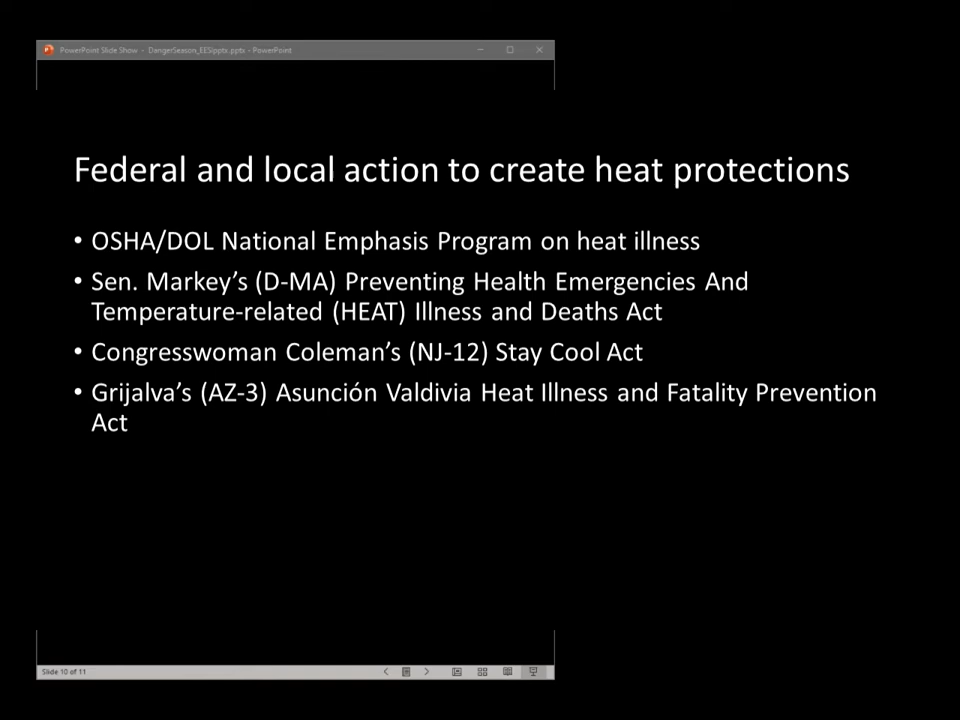 PowerPoint Slide Show - DangerSeason_EESIpptx.pptx - PowerPoint
Federal and local action to create heat protections
• OSHA/DOL National Emphasis Program on heat illness
• Sen. Markey's (D-MA) Preventing Health Emergencies And
Temperature-related (HEAT) Illness and Deaths Act
• Congresswoman Coleman's (NJ-12) Stay Cool Act
• Grijalva's (AZ-3) Asunción Valdivia Heat Illness and Fatality Prevention
Act
Slide 10 of 11